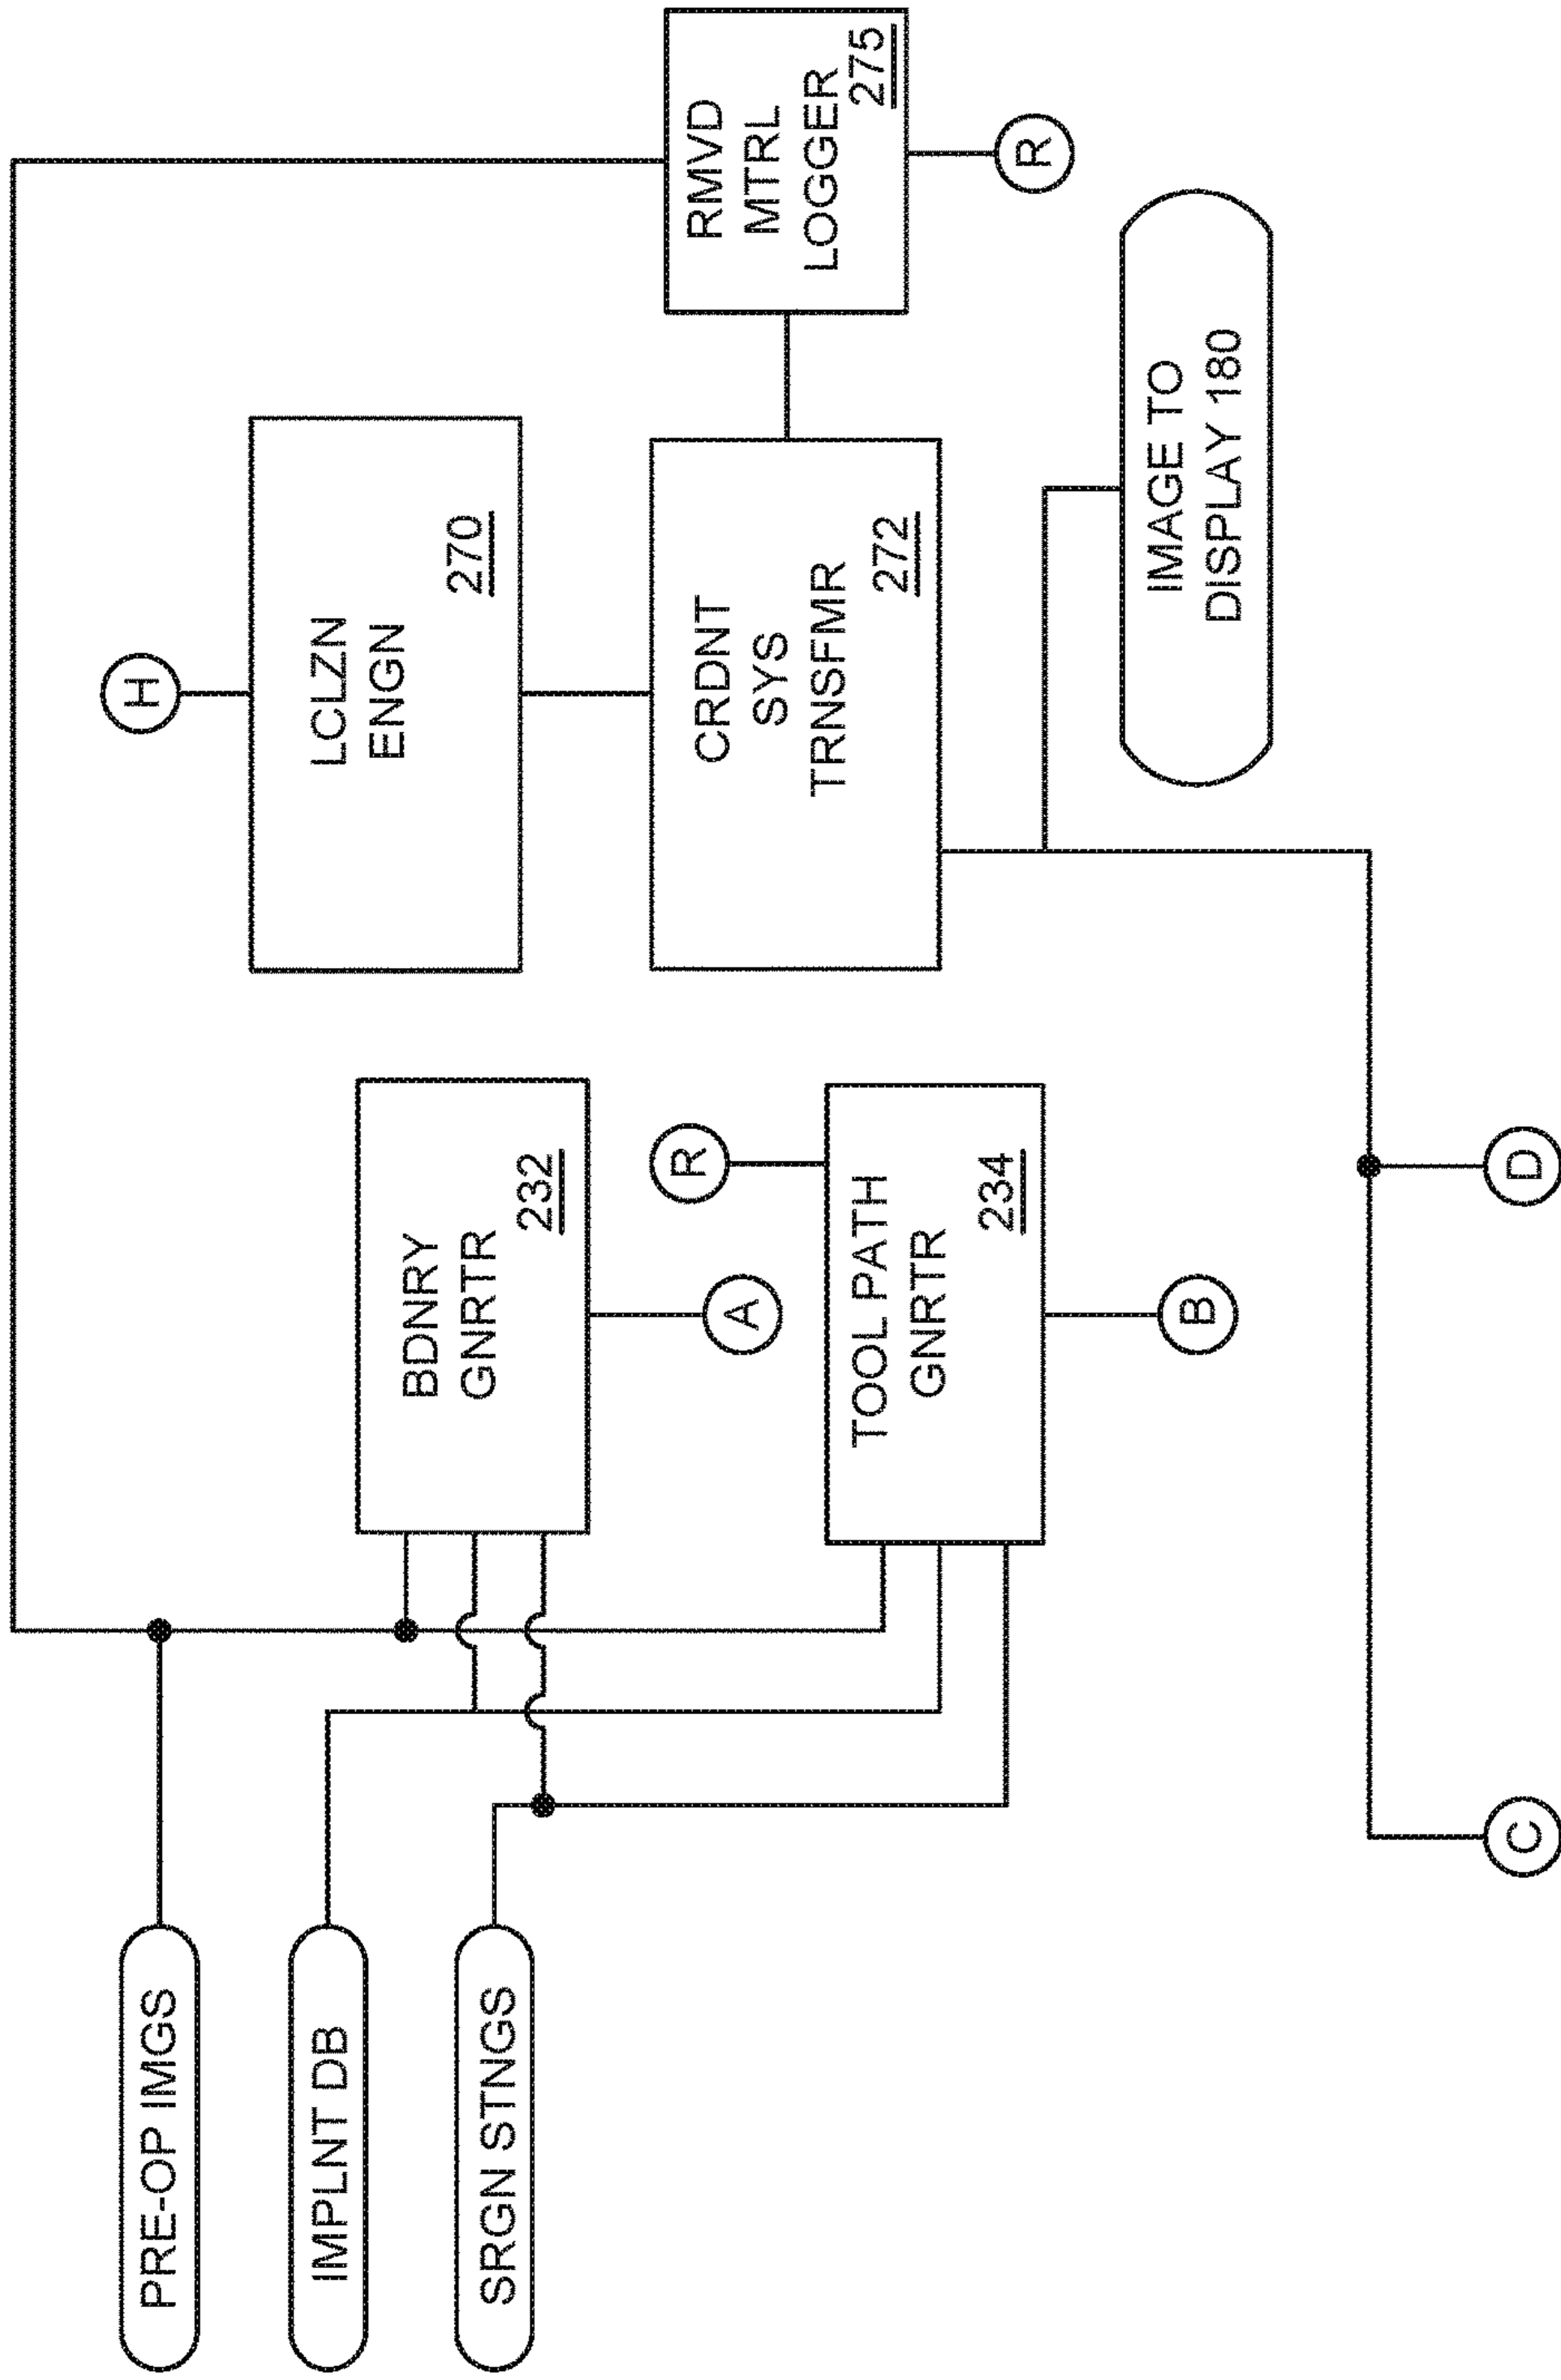 PRE-OP IMGS
IMPLNT DB
SRGN STNGS
BDNRY
GNRTR
232
A
R
TOOL PATH
GNRTR
234
B
H
LCLZN
ENGN
270
CRDNT
SYS
TRNSFMR
272
RMVD
MTRL
LOGGER
275
R
IMAGE TO
DISPLAY 180
C
D